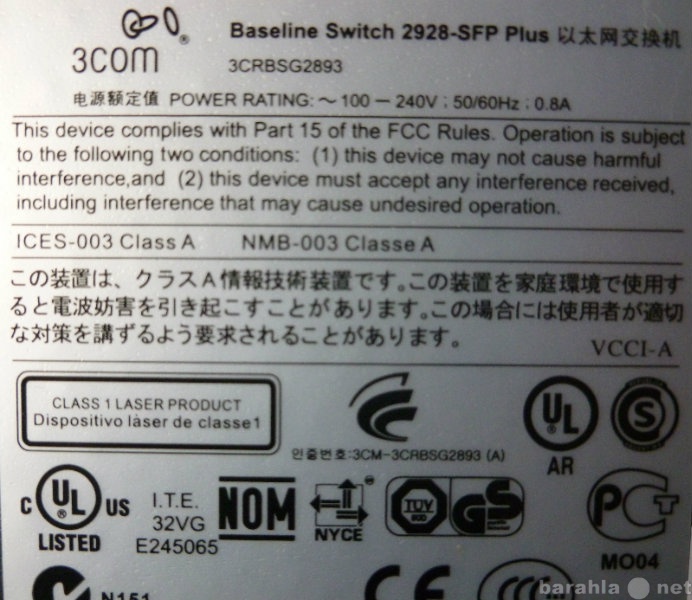 3COM
Baseline Switch 2928-SFP Plus 以太网交换机
3CRBSG2893
电源额定值 POWER RATING: ～ 100 － 240V ; 50/60Hz ; 0.8A
This device complies with Part 15 of the FCC Rules. Operation is subject
to the following two conditions: (1) this device may not cause harmful
interference,and (2) this device must accept any interference received,
including interference that may cause undesired operation.
ICES-003 Class A NMB-003 Classe A
この装置は、クラスA情報技術装置です。この装置を家庭環境で使用す
ると電波妨害を引き起こすことがあります。この場合には使用者が適切
な対策を講ずるよう要求されることがあります。
VCCI-A
CLASS 1 LASER PRODUCT
Dispositivo làser de classe1
인증번호:3CM-3CRBSG2893 (A)
UL
AR
S
C UL US
LISTED
I.T.E.
32VG
E245065
NOM
NYCE
TÜV
GS
PCT
MO04
N151
CE
CCC
barahla net